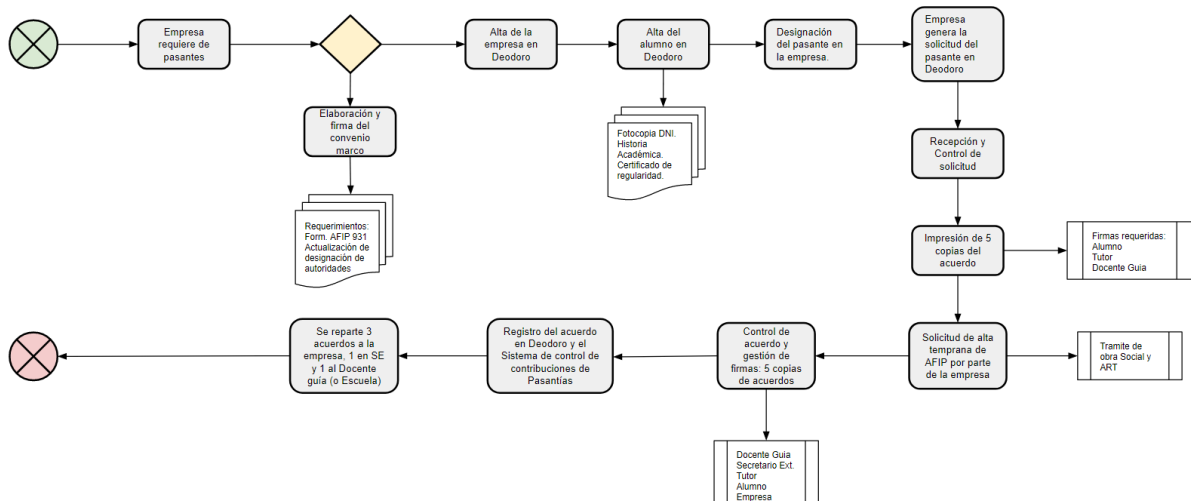 Empresa
requiere de
pasantes
Alta de la
empresa en
Deodoro
Alta del
alumno en
Deodoro
Designación
del pasante en
la empresa.
Empresa
genera la
solicitud del
pasante en
Deodoro
Elaboración y
firma del
convenio
marco
Fotocopia DNI.
Historia
Académica.
Certificado de
regularidad.
Recepción y
Control de
solicitud
Requerimientos:
Form. AFIP 931
Actualización de
designación de
autoridades
Impresión de 5
copias del
acuerdo
Firmas requeridas:
Alumno
Tutor
Docente Guia
Se reparte 3
acuerdos a la
empresa, 1 en SE
y 1 al Docente
guía (o Escuela)
Registro del acuerdo
en Deodoro y el
Sistema de control de
contribuciones de
Pasantías
Control de
acuerdo y
gestión de
firmas: 5 copias
de acuerdos
Solicitud de alta
temprana de
AFIP por parte
de la empresa
Tramite de
obra Social y
ART
Docente Guia
Secretario Ext.
Tutor
Alumno
Empresa